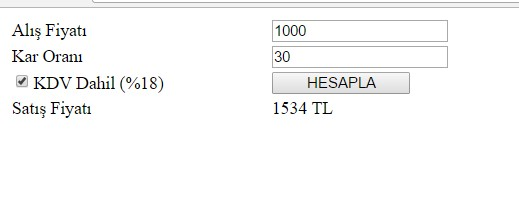 Alış Fiyatı 1000
Kar Oranı 30
KDV Dahil (%18) HESAPLA
Satış Fiyatı 1534 TL